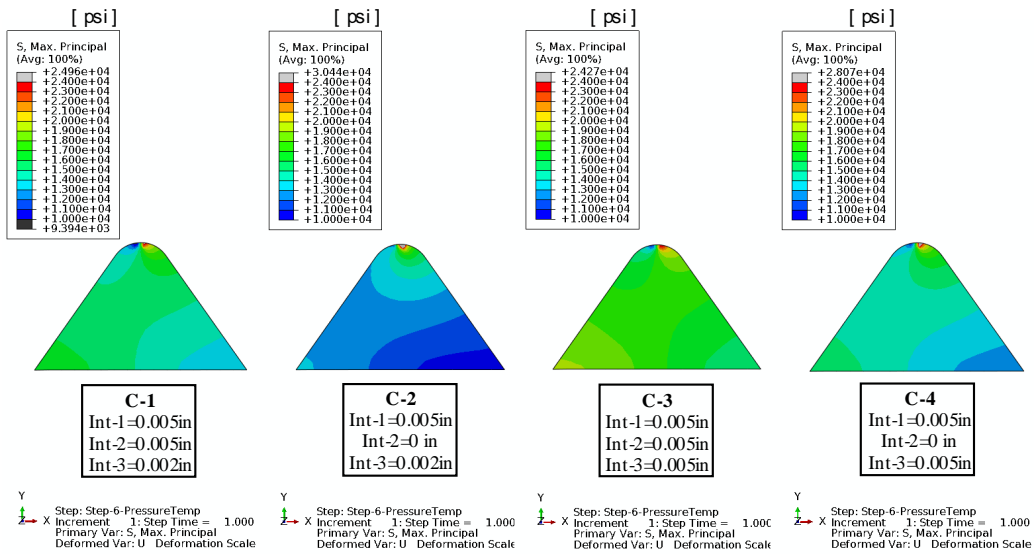 [ psi]
S, Max. Principal
(Avg: 100%)
+2.496e+04
+2.400e+04
+2.300e+04
+2.200e+04
+2.100e+04
+2.000e+04
+1.900e+04
+1.800e+04
+1.700e+04
+1.600e+04
+1.500e+04
+1.400e+04
+1.300e+04
+1.200e+04
+1.100e+04
+1.000e+04
+9.394e+03
C-1
Int-1=0.005in
Int-2=0.005in
Int-3=0.002in
Y
Z X
Step: Step-6-PressureTemp
Increment 1: Step Time = 1.000
Primary Var: S, Max. Principal
Deformed Var: U Deformation Scale
[ psi]
S, Max. Principal
(Avg: 100%)
+3.044e+04
+2.400e+04
+2.300e+04
+2.200e+04
+2.100e+04
+2.000e+04
+1.900e+04
+1.800e+04
+1.700e+04
+1.600e+04
+1.500e+04
+1.400e+04
+1.300e+04
+1.200e+04
+1.100e+04
+1.000e+04
C-2
Int-1=0.005in
Int-2=0 in
Int-3=0.002in
Y
Z X
Step: Step-6-PressureTemp
Increment 1: Step Time = 1.000
Primary Var: S, Max. Principal
Deformed Var: U Deformation Scale
[ psi]
S, Max. Principal
(Avg: 100%)
+2.427e+04
+2.400e+04
+2.300e+04
+2.200e+04
+2.100e+04
+2.000e+04
+1.900e+04
+1.800e+04
+1.700e+04
+1.600e+04
+1.500e+04
+1.400e+04
+1.300e+04
+1.200e+04
+1.100e+04
+1.000e+04
C-3
Int-1=0.005in
Int-2=0.005in
Int-3=0.005in
Y
Z X
Step: Step-6-PressureTemp
Increment 1: Step Time = 1.000
Primary Var: S, Max. Principal
Deformed Var: U Deformation Scale
[ psi]
S, Max. Principal
(Avg: 100%)
+2.807e+04
+2.400e+04
+2.300e+04
+2.200e+04
+2.100e+04
+2.000e+04
+1.900e+04
+1.800e+04
+1.700e+04
+1.600e+04
+1.500e+04
+1.400e+04
+1.300e+04
+1.200e+04
+1.100e+04
+1.000e+04
C-4
Int-1=0.005in
Int-2=0 in
Int-3=0.005in
Y
Z X
Step: Step-6-PressureTemp
Increment 1: Step Time = 1.000
Primary Var: S, Max. Principal
Deformed Var: U Deformation Scale